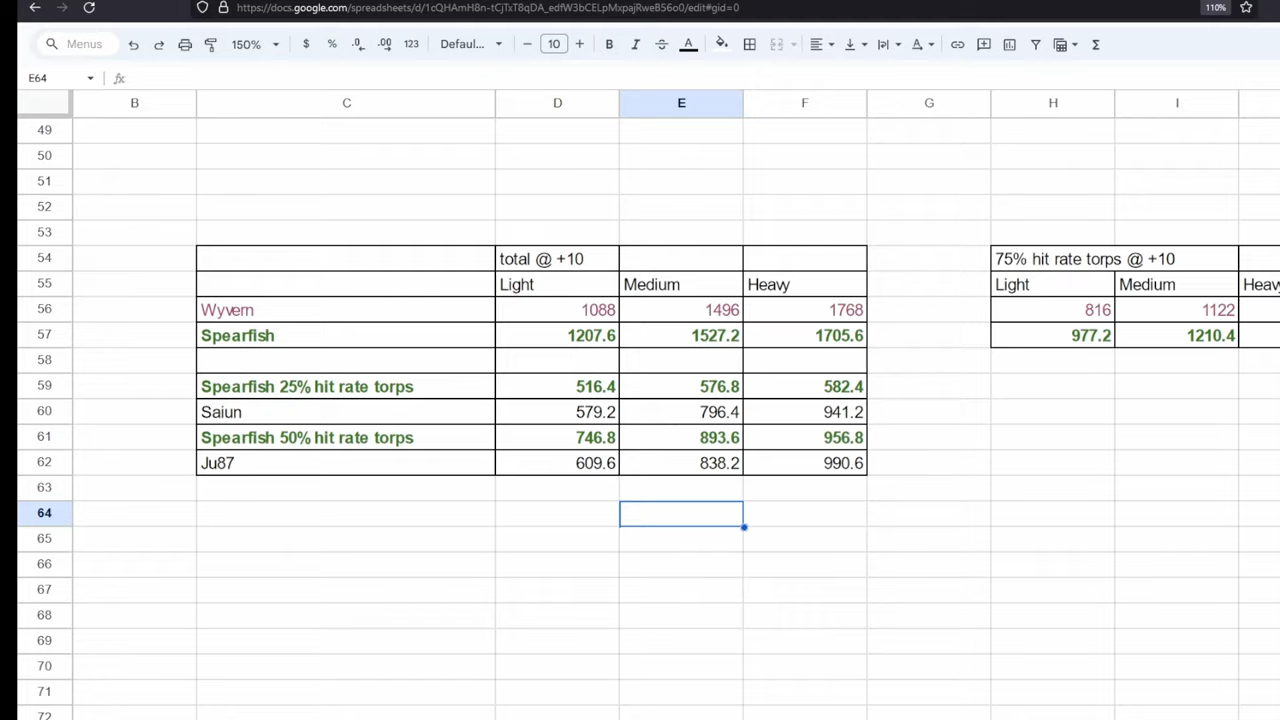 https://docs.google.com/spreadsheets/d/1cQHAmH8n-tCjTxT8qDA_edfW3bCELpMxpajRweB56o0/edit#gid=0 110%
Menus 150% $ % .0 .00 123 Defaul... − 10 + B I S A A Σ
E64 fx
B C D E F G H I
49
50
51
52
53
54 total @ +10 75% hit rate torps @ +10
55 Light Medium Heavy Light Medium Heavy
56 Wyvern 1088 1496 1768 816 1122
57 Spearfish 1207.6 1527.2 1705.6 977.2 1210.4
58
59 Spearfish 25% hit rate torps 516.4 576.8 582.4
60 Saiun 579.2 796.4 941.2
61 Spearfish 50% hit rate torps 746.8 893.6 956.8
62 Ju87 609.6 838.2 990.6
63
64
65
66
67
68
69
70
71
72